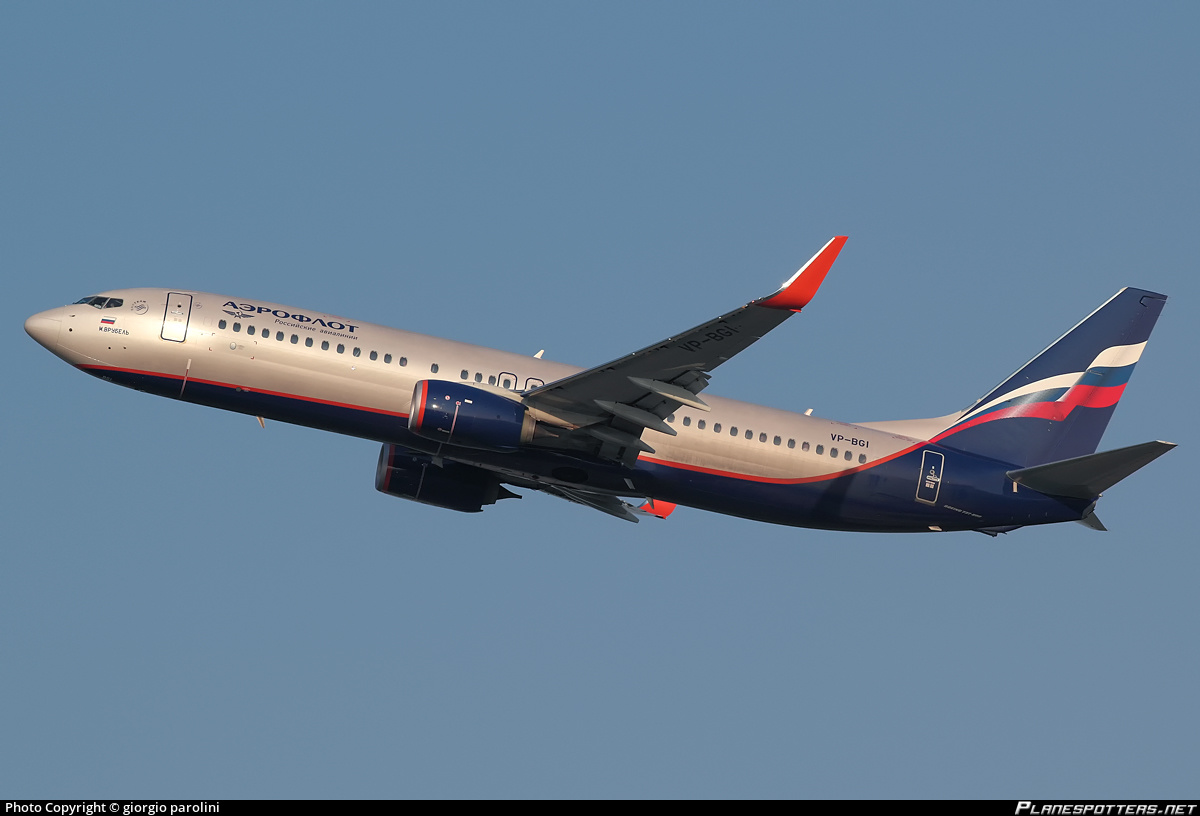 АЭРОФЛОТ
Российские авиалинии
М.ВРУБЕЛЬ
VP-BGI
VP-BGI
Photo Copyright © giorgio parolini
PLANESPOTTERS.NET